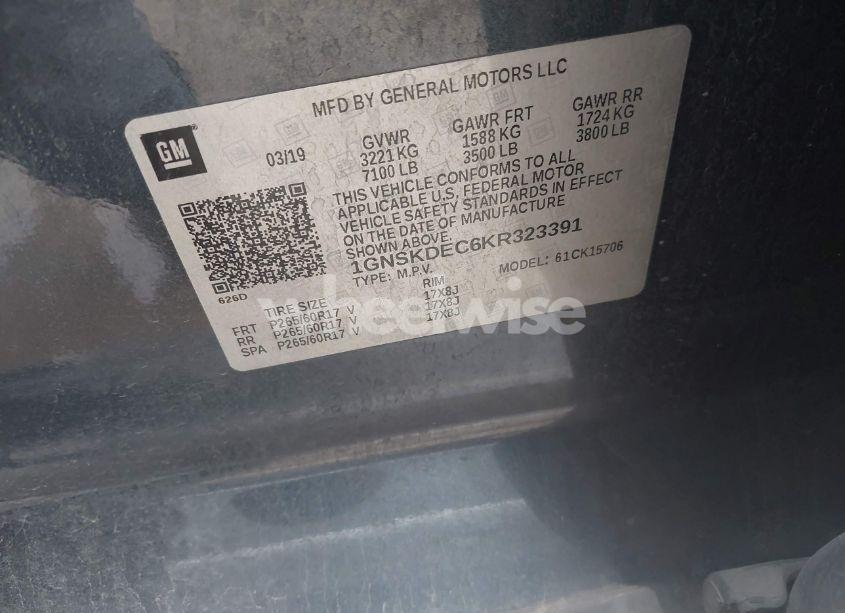 MFD BY GENERAL MOTORS LLC
GM
03/19
GVWR GAWR FRT GAWR RR
3221 KG 1588 KG 1724 KG
7100 LB 3500 LB 3800 LB
THIS VEHICLE CONFORMS TO ALL
APPLICABLE U.S. FEDERAL MOTOR
VEHICLE SAFETY STANDARDS IN EFFECT
ON THE DATE OF MANUFACTURE
SHOWN ABOVE.
1GNSKDEC6KR323391
TYPE: M.P.V. MODEL: 61CK15706
626D
TIRE SIZE RIM
FRT P265/60R17 V 17X8J
RR P265/60R17 V 17X8J
SPA P265/60R17 V 17X8J
wheelwise